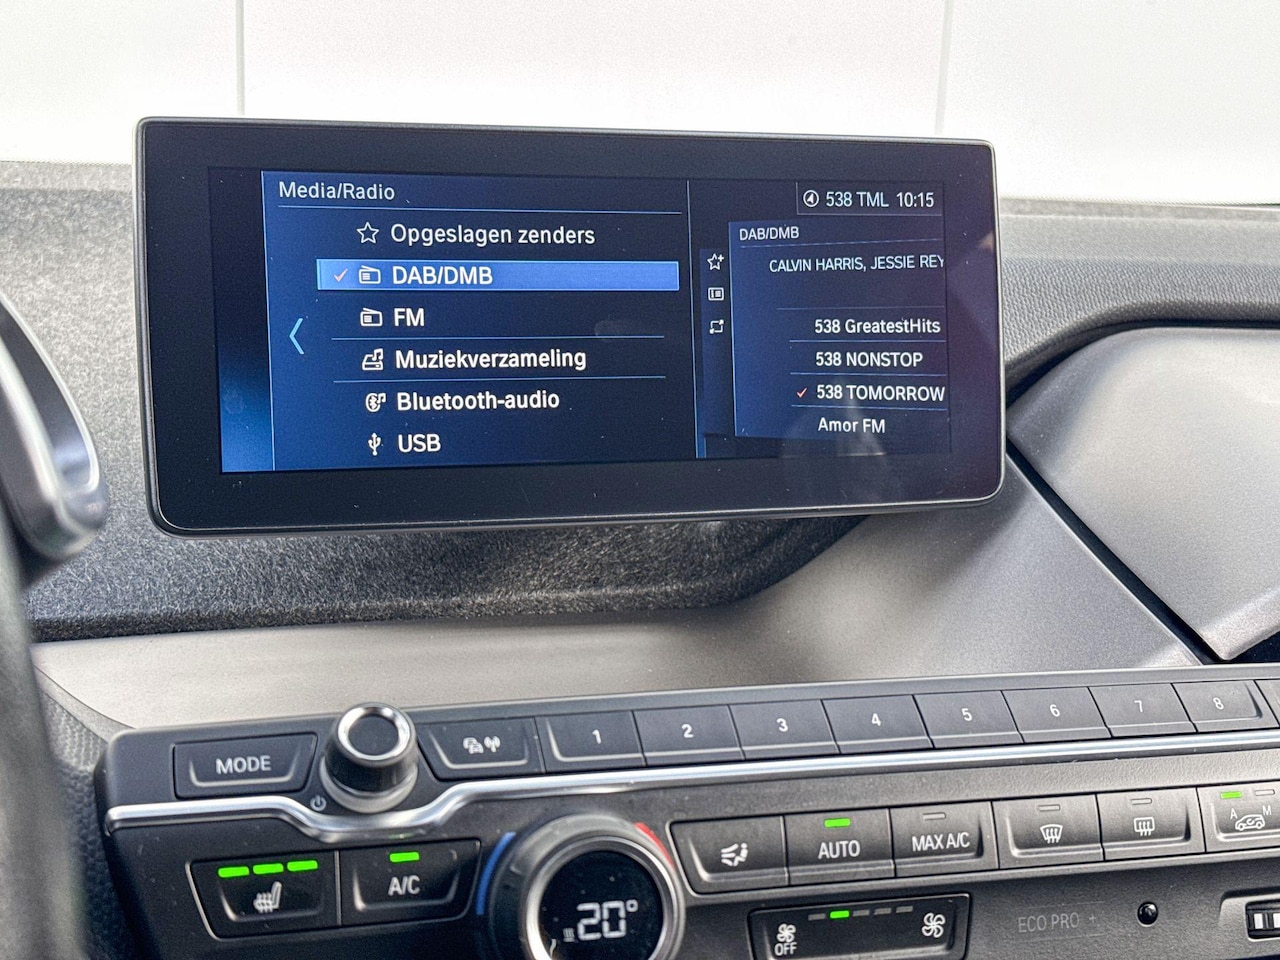 Media/Radio
Opgeslagen zenders
DAB/DMB
FM
Muziekverzameling
Bluetooth-audio
USB
538 TML 10:15
DAB/DMB
CALVIN HARRIS, JESSIE REY
538 GreatestHits
538 NONSTOP
538 TOMORROW
Amor FM
MODE
1 2 3 4 5 6 7 8
A/C
20°
AUTO
MAX A/C
A M
OFF
ECO PRO +